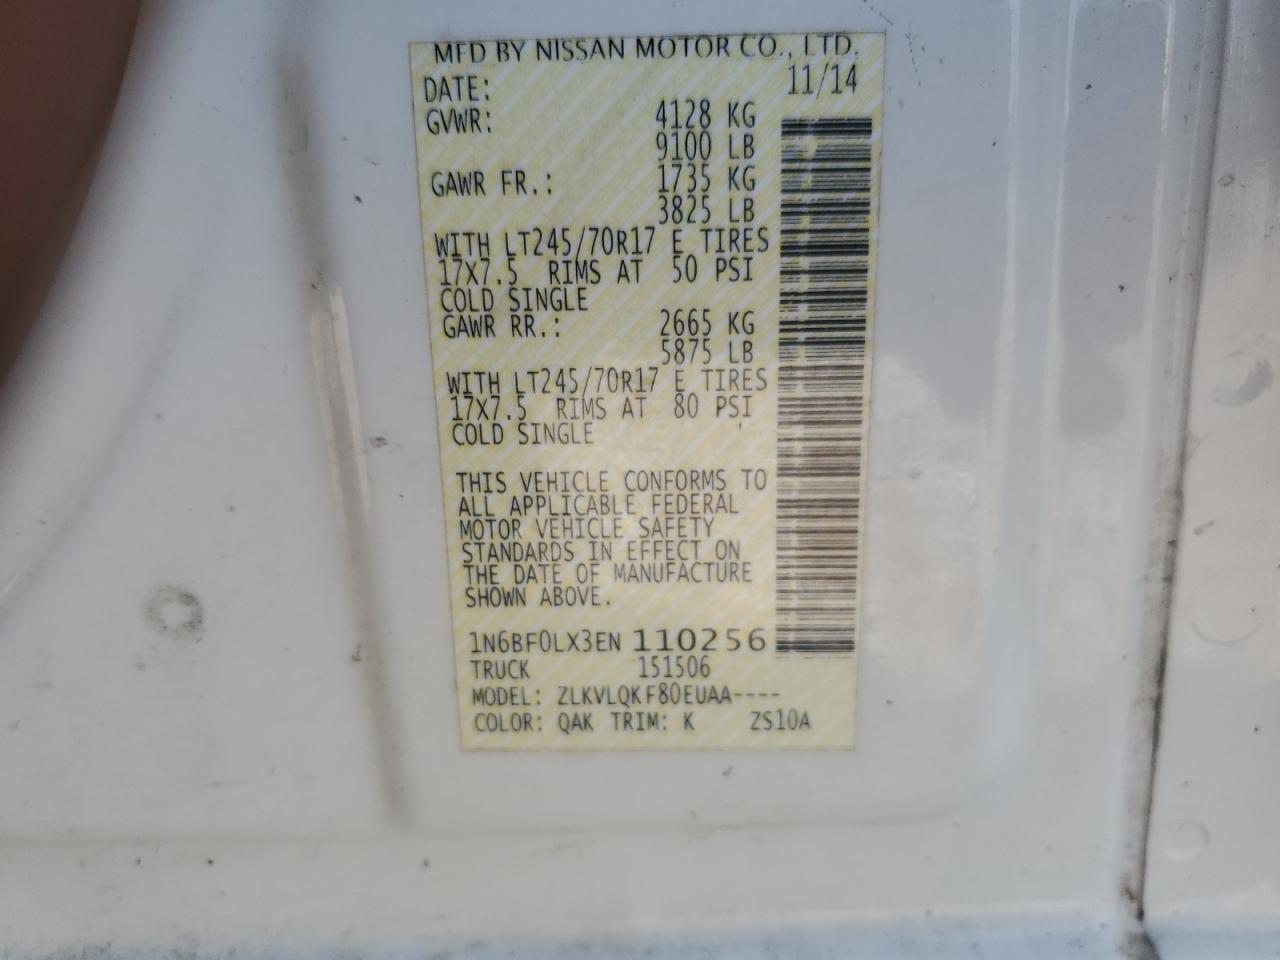 MFD BY NISSAN MOTOR CO., LTD.
DATE: 11/14
GVWR: 4128 KG
9100 LB
GAWR FR.: 1735 KG
3825 LB
WITH LT245/70R17 E TIRES
17X7.5 RIMS AT 50 PSI
COLD SINGLE
GAWR RR.: 2665 KG
5875 LB
WITH LT245/70R17 E TIRES
17X7.5 RIMS AT 80 PSI
COLD SINGLE
THIS VEHICLE CONFORMS TO
ALL APPLICABLE FEDERAL
MOTOR VEHICLE SAFETY
STANDARDS IN EFFECT ON
THE DATE OF MANUFACTURE
SHOWN ABOVE.
1N6BF0LX3EN 110256
TRUCK 151506
MODEL: ZLKVLQKF80EUAA----
COLOR: QAK TRIM: K ZS10A